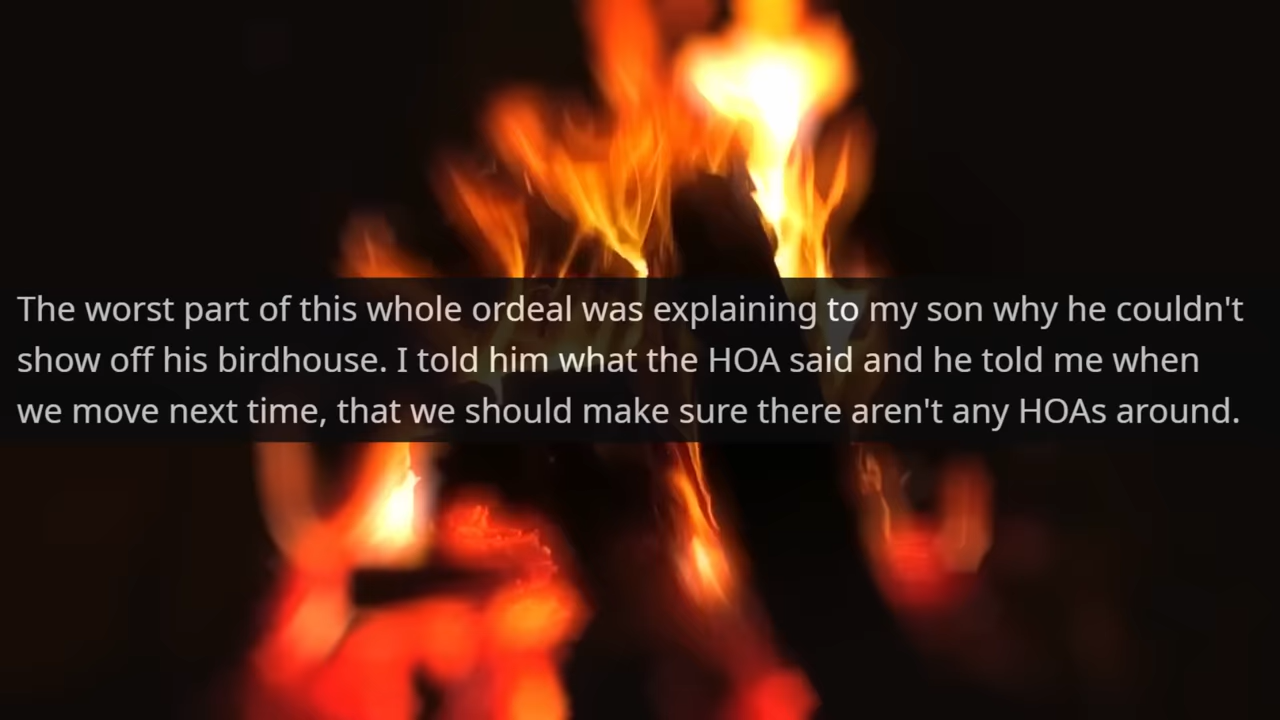 The worst part of this whole ordeal was explaining to my son why he couldn't
show off his birdhouse. I told him what the HOA said and he told me when
we move next time, that we should make sure there aren't any HOAs around.